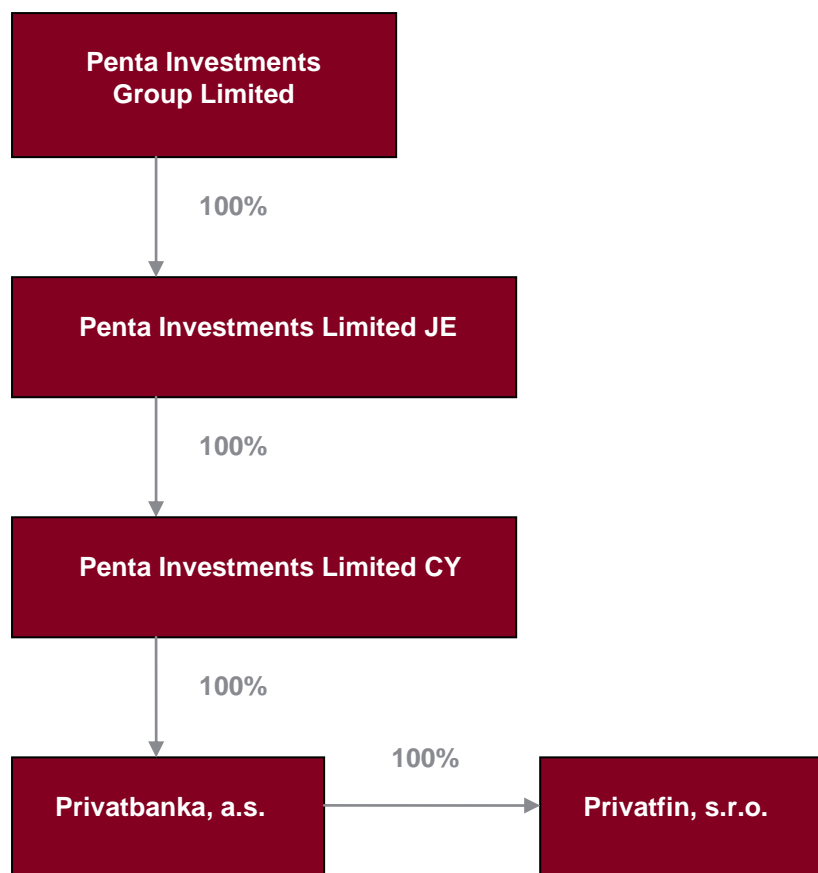 Penta Investments
Group Limited
100%
Penta Investments Limited JE
100%
Penta Investments Limited CY
100%
100%
Privatbanka, a.s.
Privatfin, s.r.o.